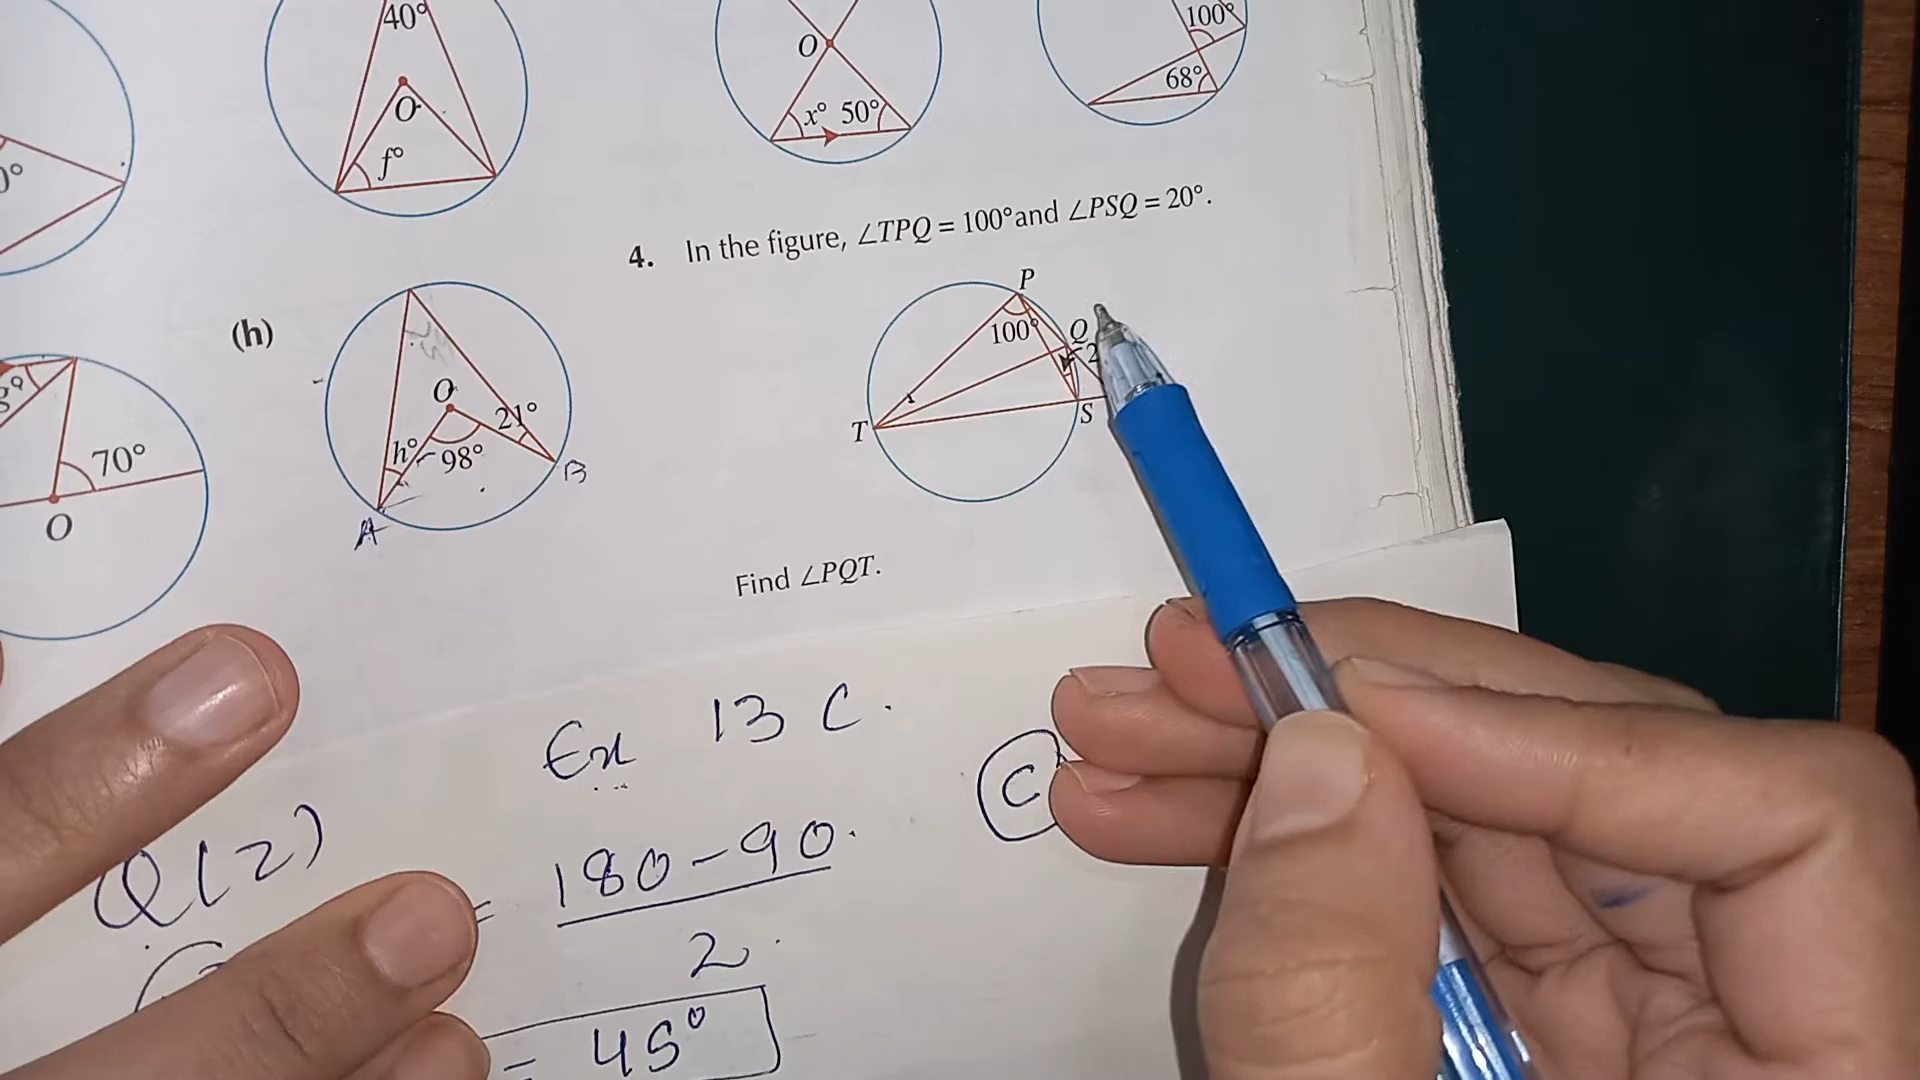 40°
O
f°
O
x° 50°
100°
68°
4. In the figure, ∠TPQ = 100° and ∠PSQ = 20°.
P
100°
Q
2
T
S
(h)
O
21°
h°
98°
A
B
g°
70°
O
Find ∠PQT.
Ex 13 C.
C
Q(2)
= 180-90
2
= 45°